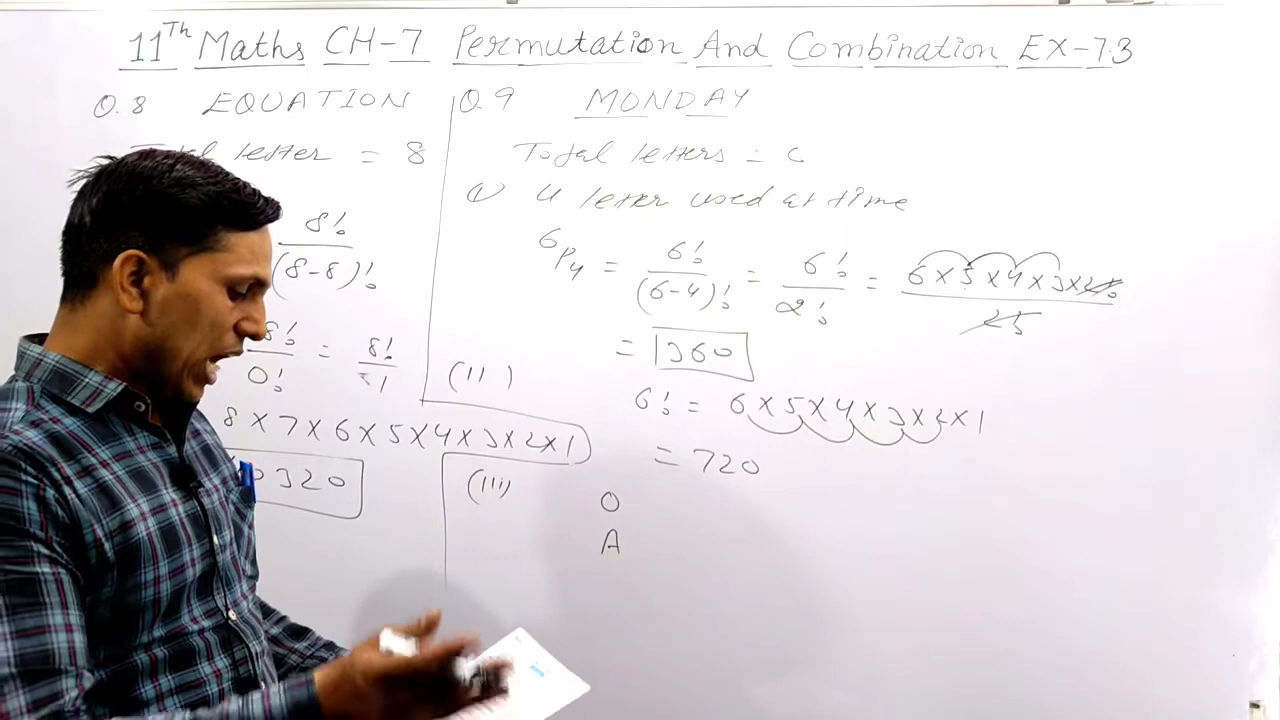 11Th Maths CH-7 Permutation And Combination EX-7.3
Q.8 EQUATION
letter = 8
8!
(8-8)!
8!/0! = 8!/1
8×7×6×5×4×3×2×1
320
Q.9 MONDAY
Total letters = 6
(i) 4 letter used at time
6P4 = 6!/(6-4)! = 6!/2! = 6×5×4×3×2!/2!
= 360
(ii) 6! = 6×5×4×3×2×1
= 720
(iii) O
A